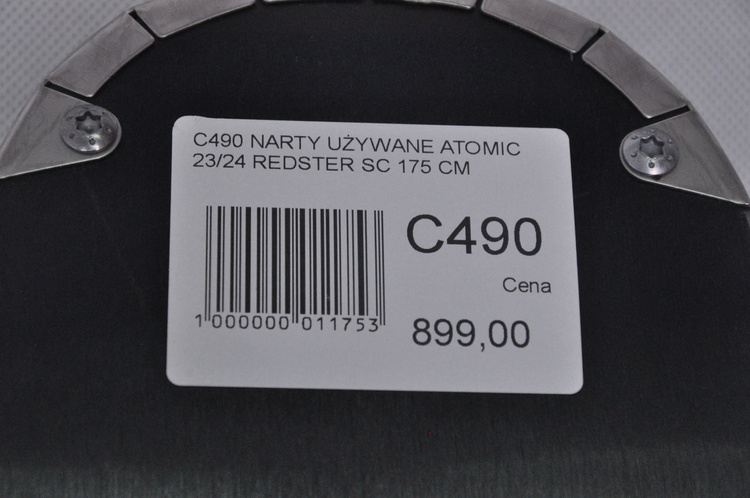 C490 NARTY UŻYWANE ATOMIC
23/24 REDSTER SC 175 CM
C490
Cena
1 000000 011753
899,00